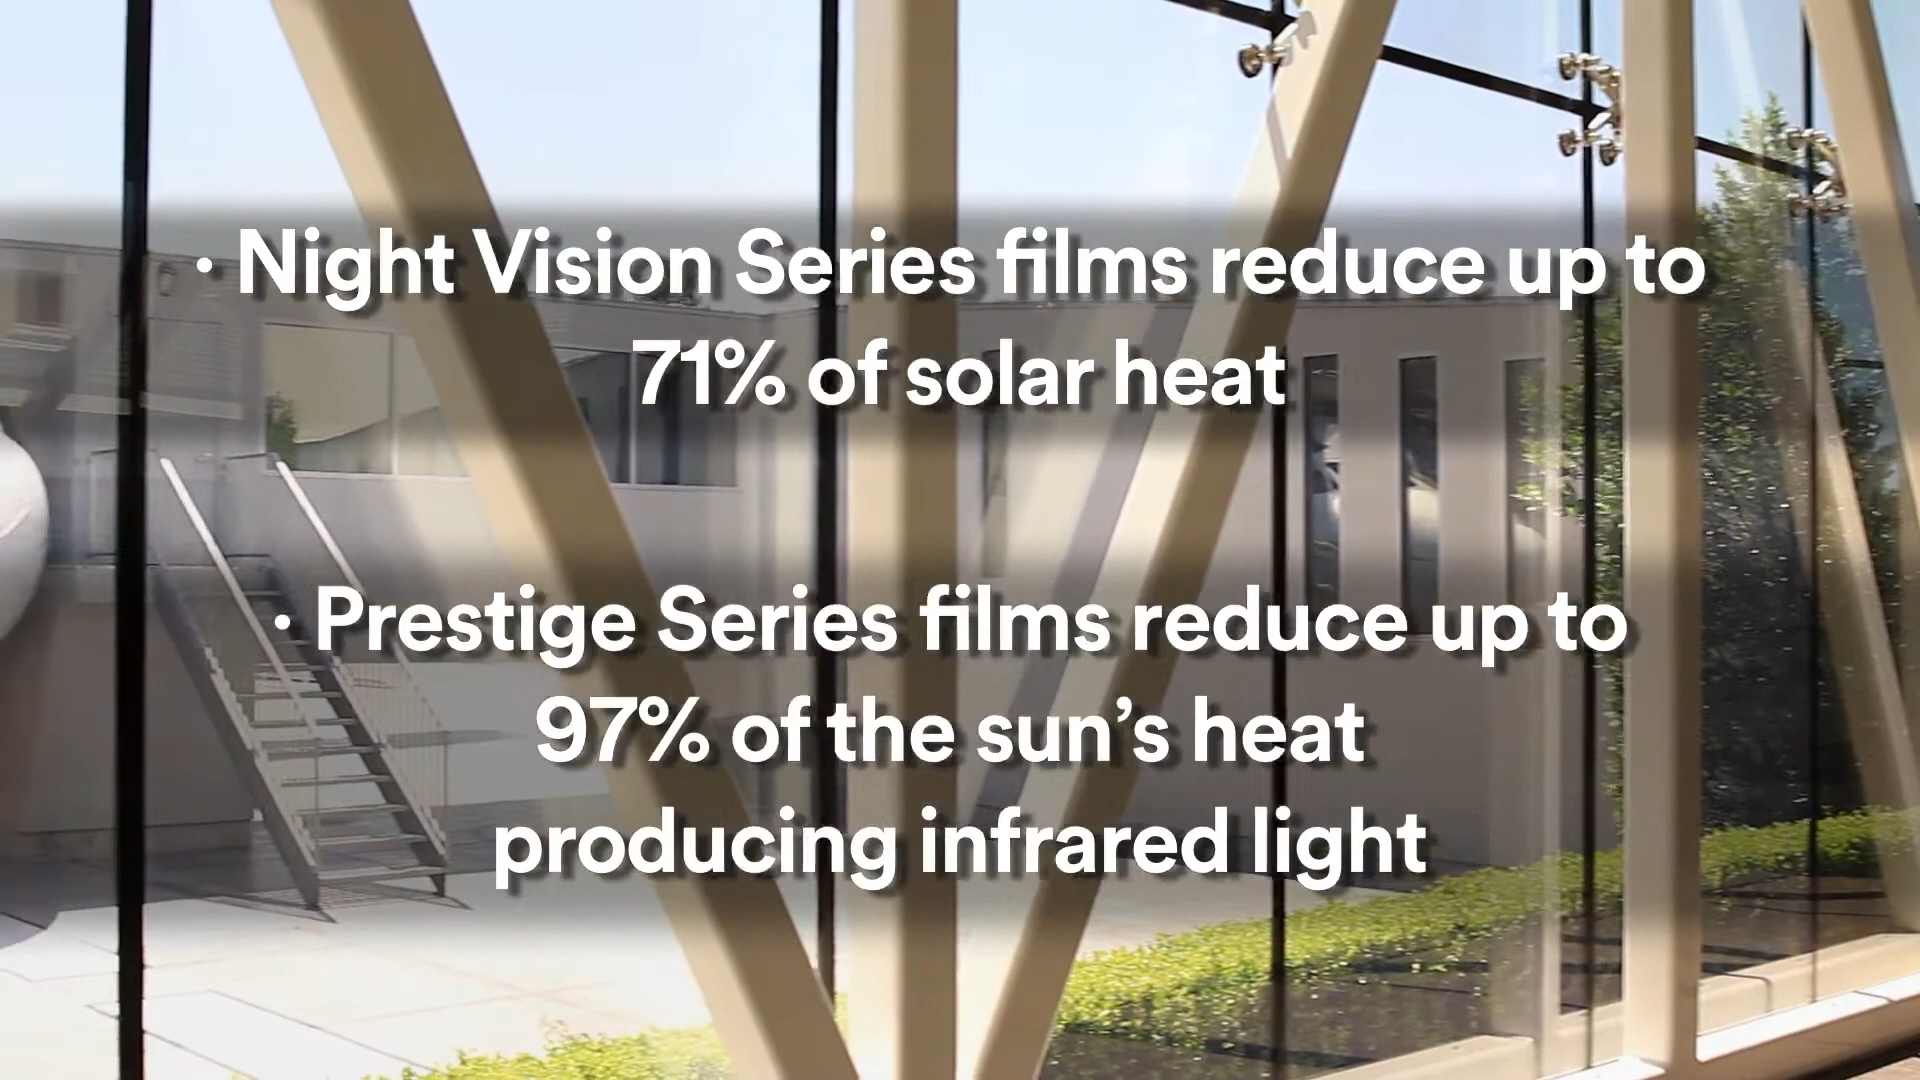 · Night Vision Series films reduce up to
71% of solar heat
· Prestige Series films reduce up to
97% of the sun’s heat
producing infrared light